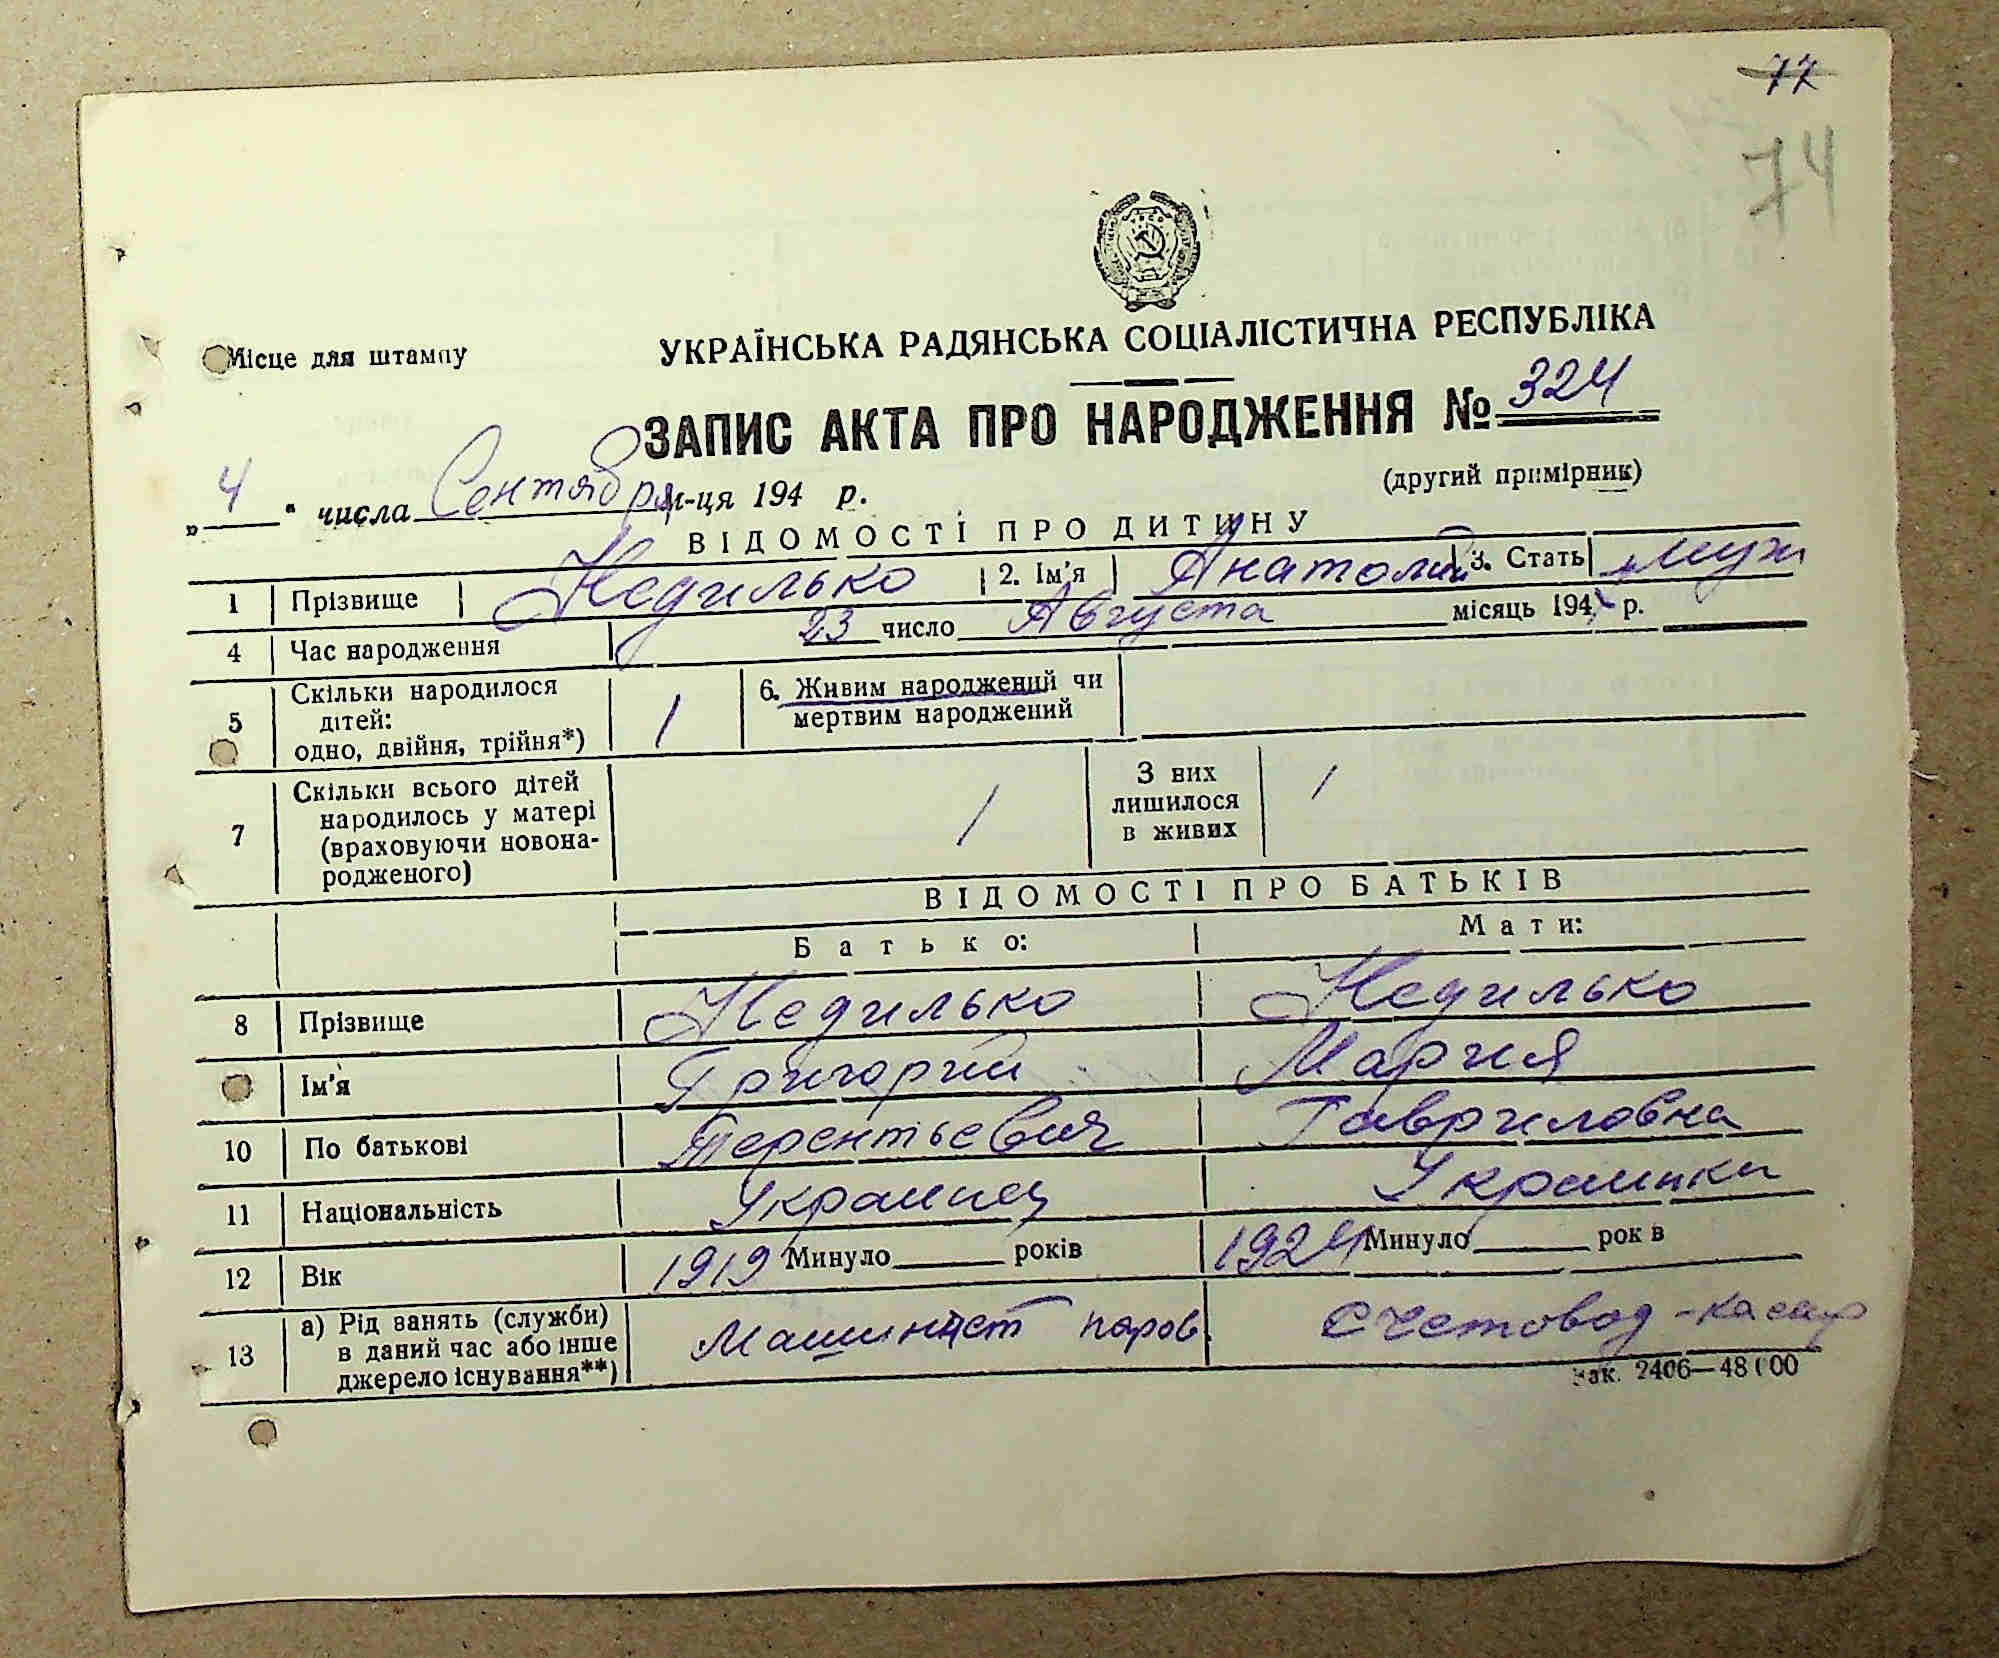 77
74
Місце для штампу
УКРАЇНСЬКА РАДЯНСЬКА СОЦІАЛІСТИЧНА РЕСПУБЛІКА
ЗАПИС АКТА ПРО НАРОДЖЕННЯ № 324
(другий примірник)
„ 4 “ числа Сентября м-ця 194 р.
ВІДОМОСТІ ПРО ДИТИНУ
1 Прізвище Недилько 2. Ім'я Анатолий 3. Стать муж
4 Час народження 23 число Августа місяць 194 р.
5 Скільки народилося дітей: одно, двійня, трійня*) 1 6. Живим народжений чи мертвим народжений
7 Скільки всього дітей народилось у матері (враховуючи новонародженого) 1 З них лишилося в живих 1
ВІДОМОСТІ ПРО БАТЬКІВ
Батько: Мати:
8 Прізвище Недилько Недилько
Ім'я Григорий Мария
10 По батькові Терентьевич Гавриловна
11 Національність Украинец Украинка
12 Вік 1919 Минуло років 1924 Минуло рок в
13 а) Рід занять (служби) в даний час або інше джерело існування**) Машинист паров. Счетовод-касир
Зак. 2406—48000